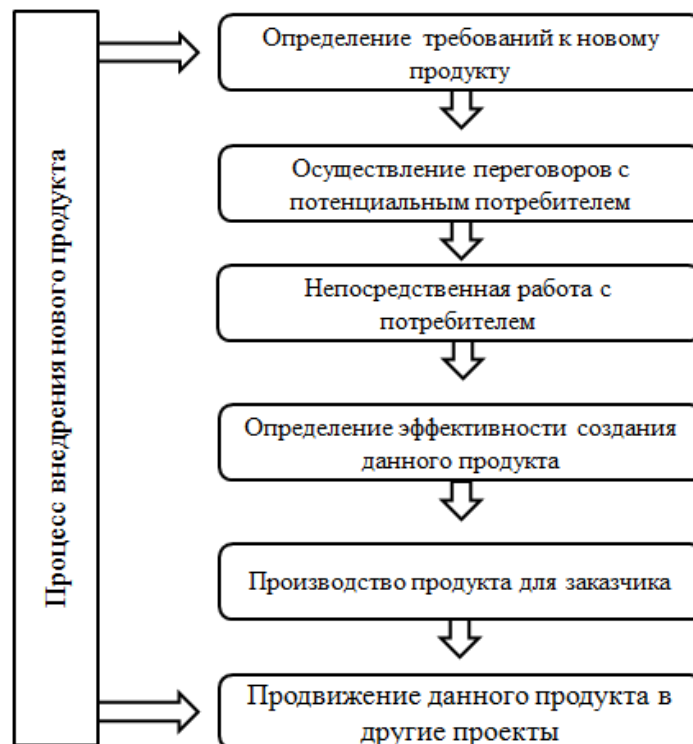 Процесс внедрения нового продукта
Определение требований к новому
продукту
Осуществление переговоров с
потенциальным потребителем
Непосредственная работа с
потребителем
Определение эффективности создания
данного продукта
Производство продукта для заказчика
Продвижение данного продукта в
другие проекты